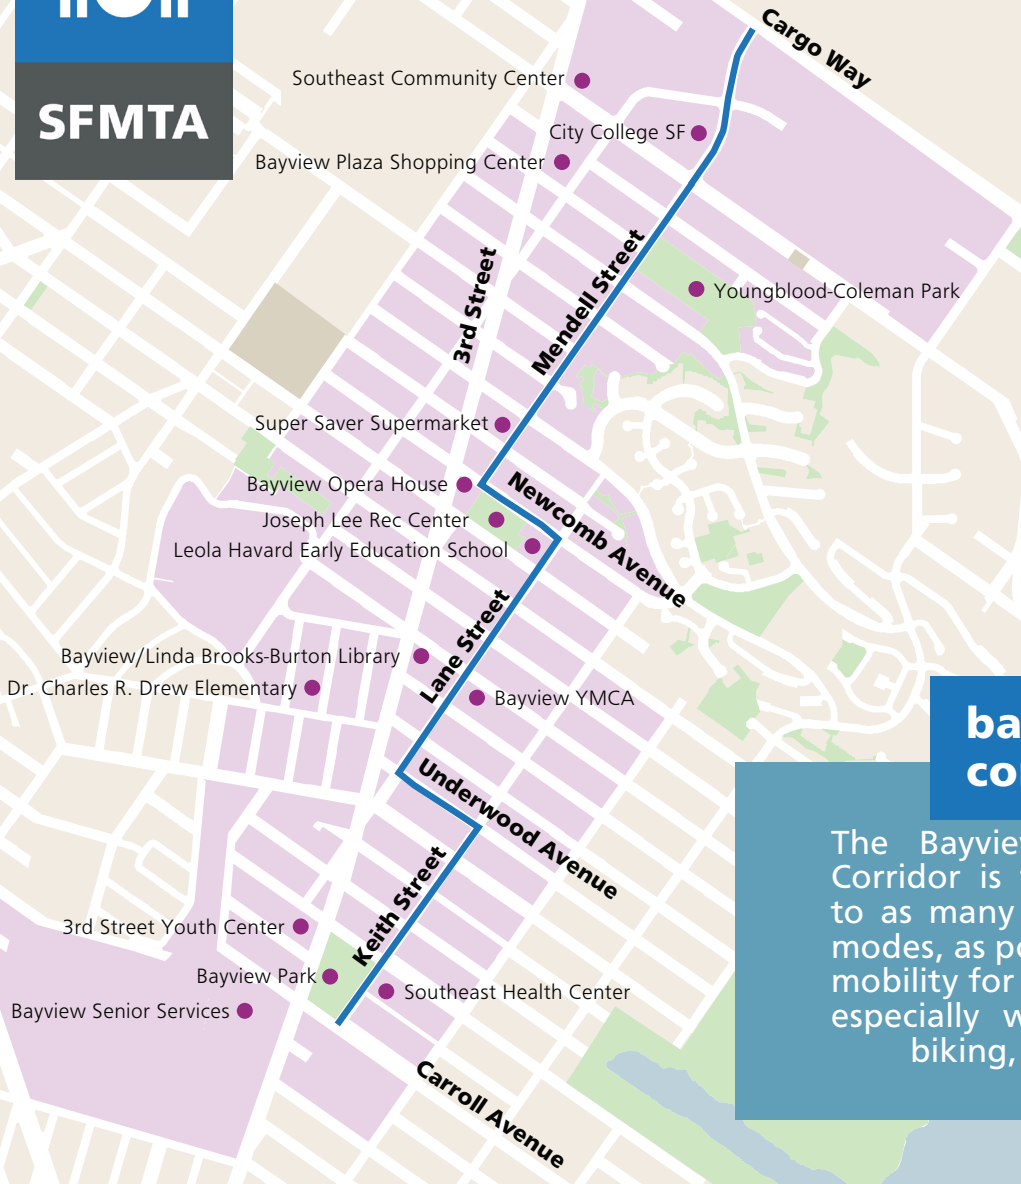 SFMTA
Cargo Way
Southeast Community Center
City College SF
Bayview Plaza Shopping Center
3rd Street
Mendell Street
Youngblood-Coleman Park
Super Saver Supermarket
Bayview Opera House
Newcomb Avenue
Joseph Lee Rec Center
Leola Havard Early Education School
Lane Street
Bayview/Linda Brooks-Burton Library
Dr. Charles R. Drew Elementary
Bayview YMCA
Underwood Avenue
Keith Street
3rd Street Youth Center
Bayview Park
Southeast Health Center
Bayview Senior Services
Carroll Avenue
The
Corridor is
to as many
modes, as
mobility for
especially
biking,